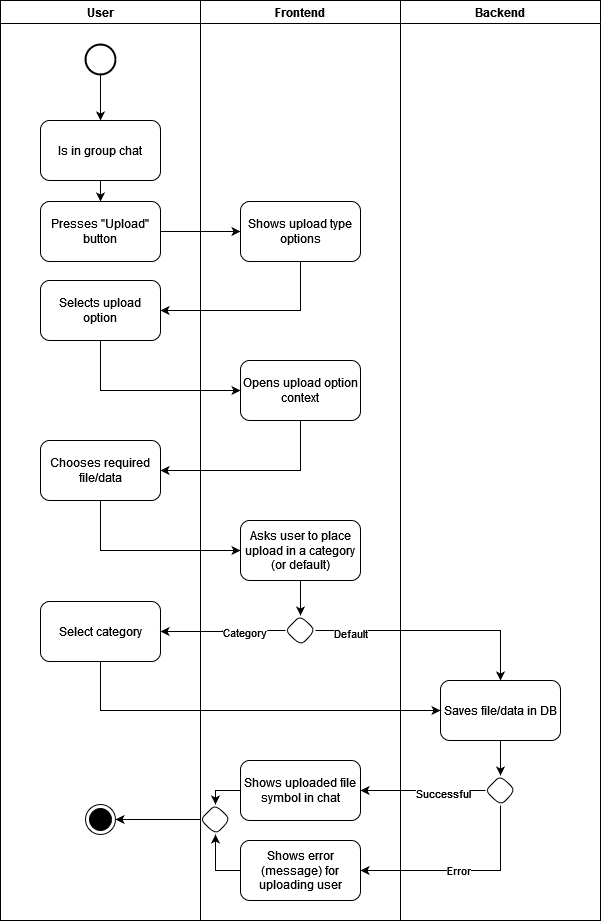 User
Frontend
Backend
Is in group chat
Presses "Upload"
button
Shows upload type
options
Selects upload
option
Opens upload option
context
Chooses required
file/data
Asks user to place
upload in a category
(or default)
Select category
Category
Default
Saves file/data in DB
Shows uploaded file
symbol in chat
Successful
Shows error
(message) for
uploading user
Error